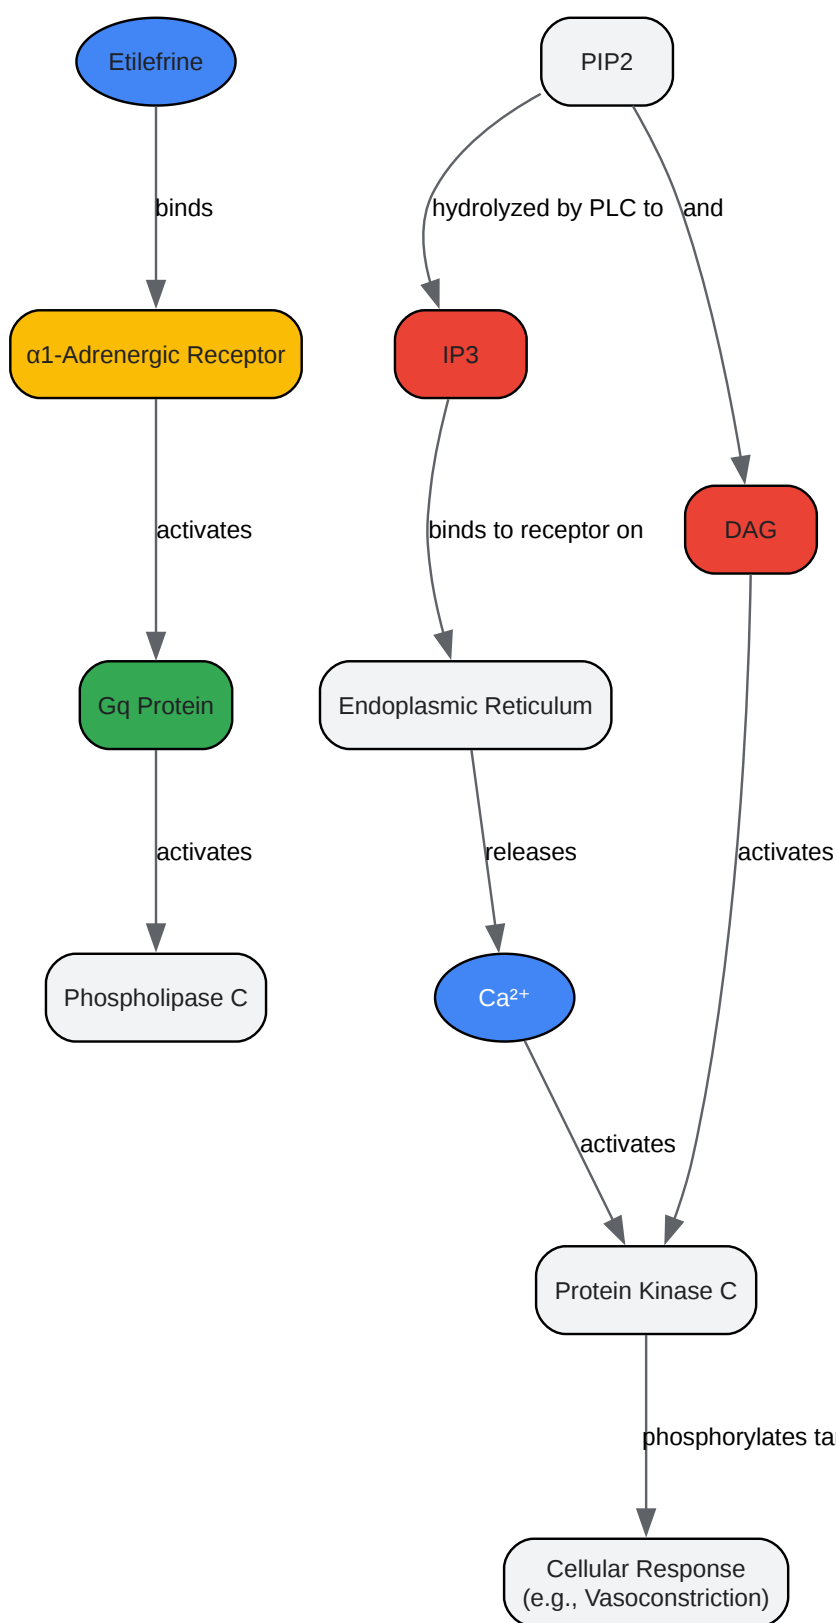 Etilefrine
PIP2
binds
hydrolyzed by PLC to
and
α1-Adrenergic Receptor
IP3
activates
binds to receptor on
DAG
Gq Protein
Endoplasmic Reticulum
activates
releases
activates
Phospholipase C
Ca²⁺
activates
Protein Kinase C
phosphorylates
Cellular Response
(e.g., Vasoconstriction)